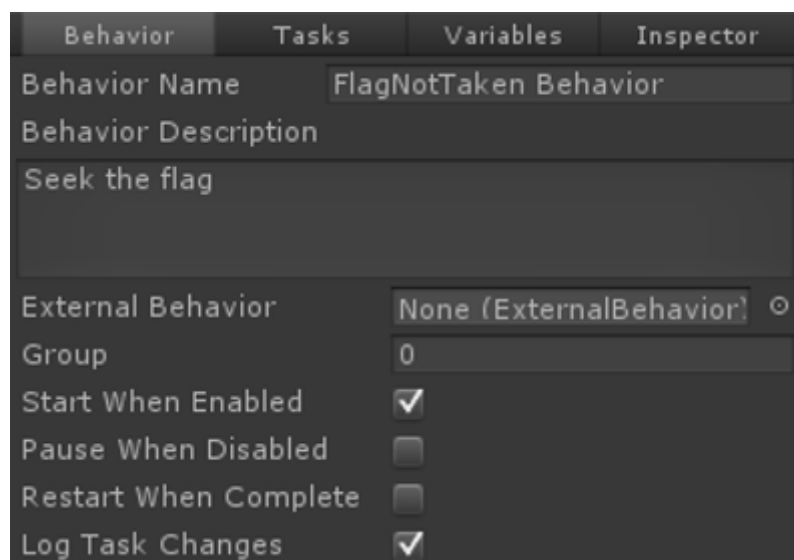 Behavior Tasks Variables Inspector
Behavior Name FlagNotTaken Behavior
Behavior Description
Seek the flag
External Behavior None (ExternalBehavior)
Group 0
Start When Enabled
Pause When Disabled
Restart When Complete
Log Task Changes